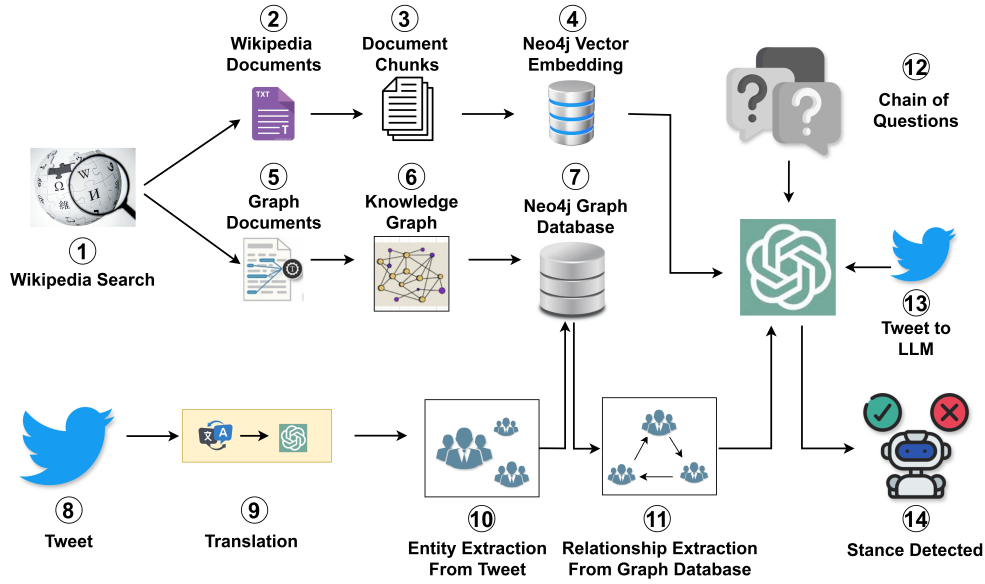 2
Wikipedia
Documents
3
Document
Chunks
4
Neo4j Vector
Embedding
12
Chain of
Questions
TXT
T
? ?
Ω W И 維
1
Wikipedia Search
5
Graph
Documents
6
Knowledge
Graph
7
Neo4j Graph
Database
T
13
Tweet to
LLM
8
Tweet
文 A
9
Translation
10
Entity Extraction
From Tweet
11
Relationship Extraction
From Graph Database
14
Stance Detected